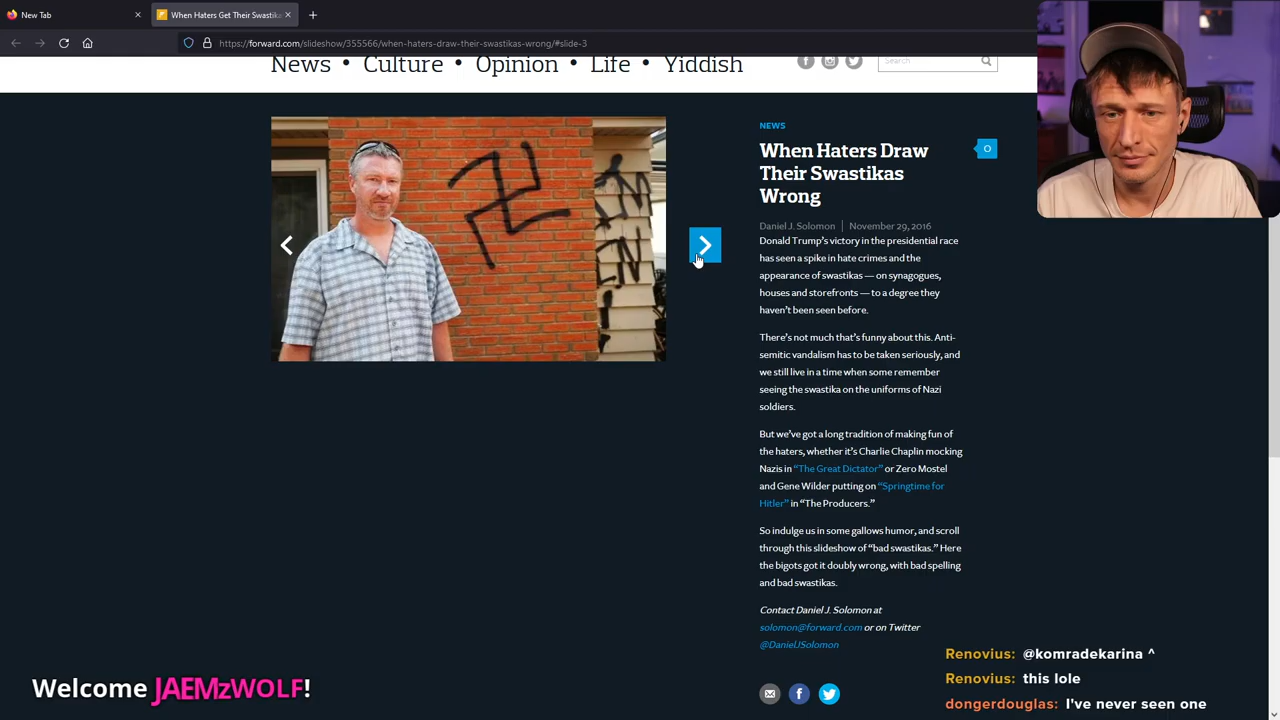 New Tab
When Haters Get Their Swastika
https://forward.com/slideshow/355566/when-haters-draw-their-swastikas-wrong/#slide-3
News • Culture • Opinion • Life • Yiddish
Search
NEWS
When Haters Draw
Their Swastikas
Wrong
0
Daniel J. Solomon | November 29, 2016
Donald Trump's victory in the presidential race
has seen a spike in hate crimes and the
appearance of swastikas — on synagogues,
houses and storefronts — to a degree they
haven't been seen before.
There's not much that's funny about this. Anti-
semitic vandalism has to be taken seriously, and
we still live in a time when some remember
seeing the swastika on the uniforms of Nazi
soldiers.
But we've got a long tradition of making fun of
the haters, whether it's Charlie Chaplin mocking
Nazis in "The Great Dictator" or Zero Mostel
and Gene Wilder putting on "Springtime for
Hitler" in "The Producers."
So indulge us in some gallows humor, and scroll
through this slideshow of "bad swastikas." Here
the bigots got it doubly wrong, with bad spelling
and bad swastikas.
Contact Daniel J. Solomon at
solomon@forward.com or on Twitter
@DanielJSolomon
Welcome JAEMzWOLF!
Renovius: @komradekarina ^
Renovius: this lole
dongerdouglas: I've never seen one